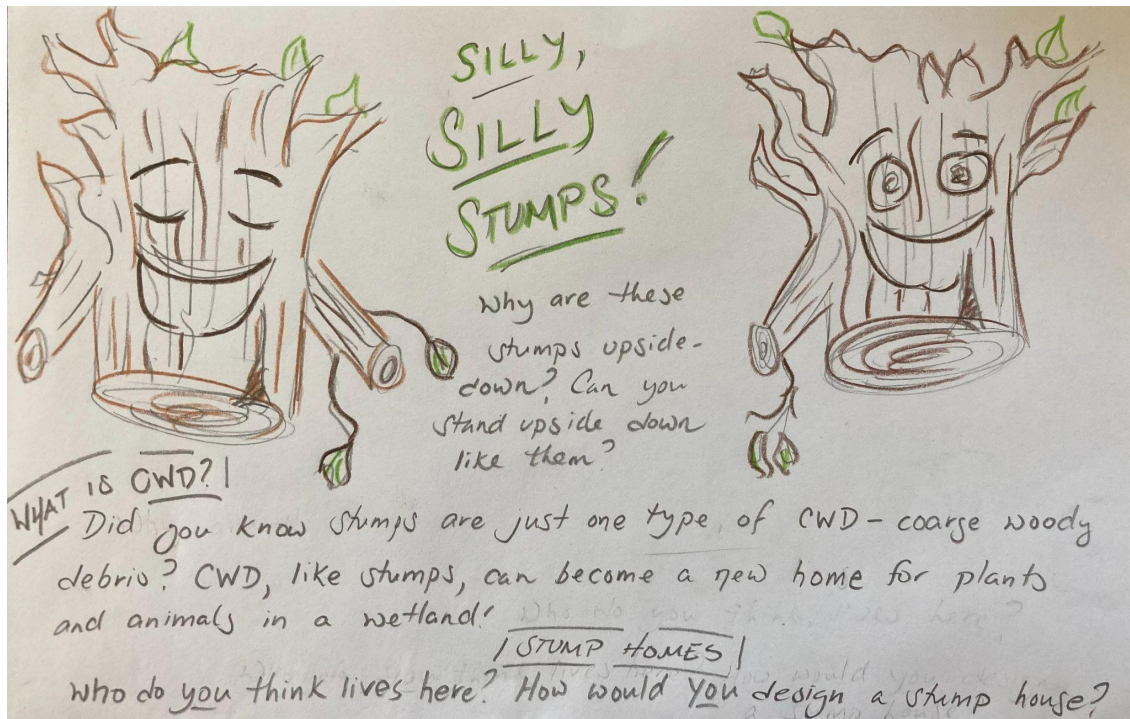 SILLY,
SILLY
STUMPS!
Why are these
stumps upside-
down? Can you
stand upside down
like them?
WHAT IS CWD?
Did you know stumps are just one type of CWD - coarse woody
debris? CWD, like stumps, can become a new home for plants
and animals in a wetland!
STUMP HOMES
Who do you think lives here? How would you design a stump house?